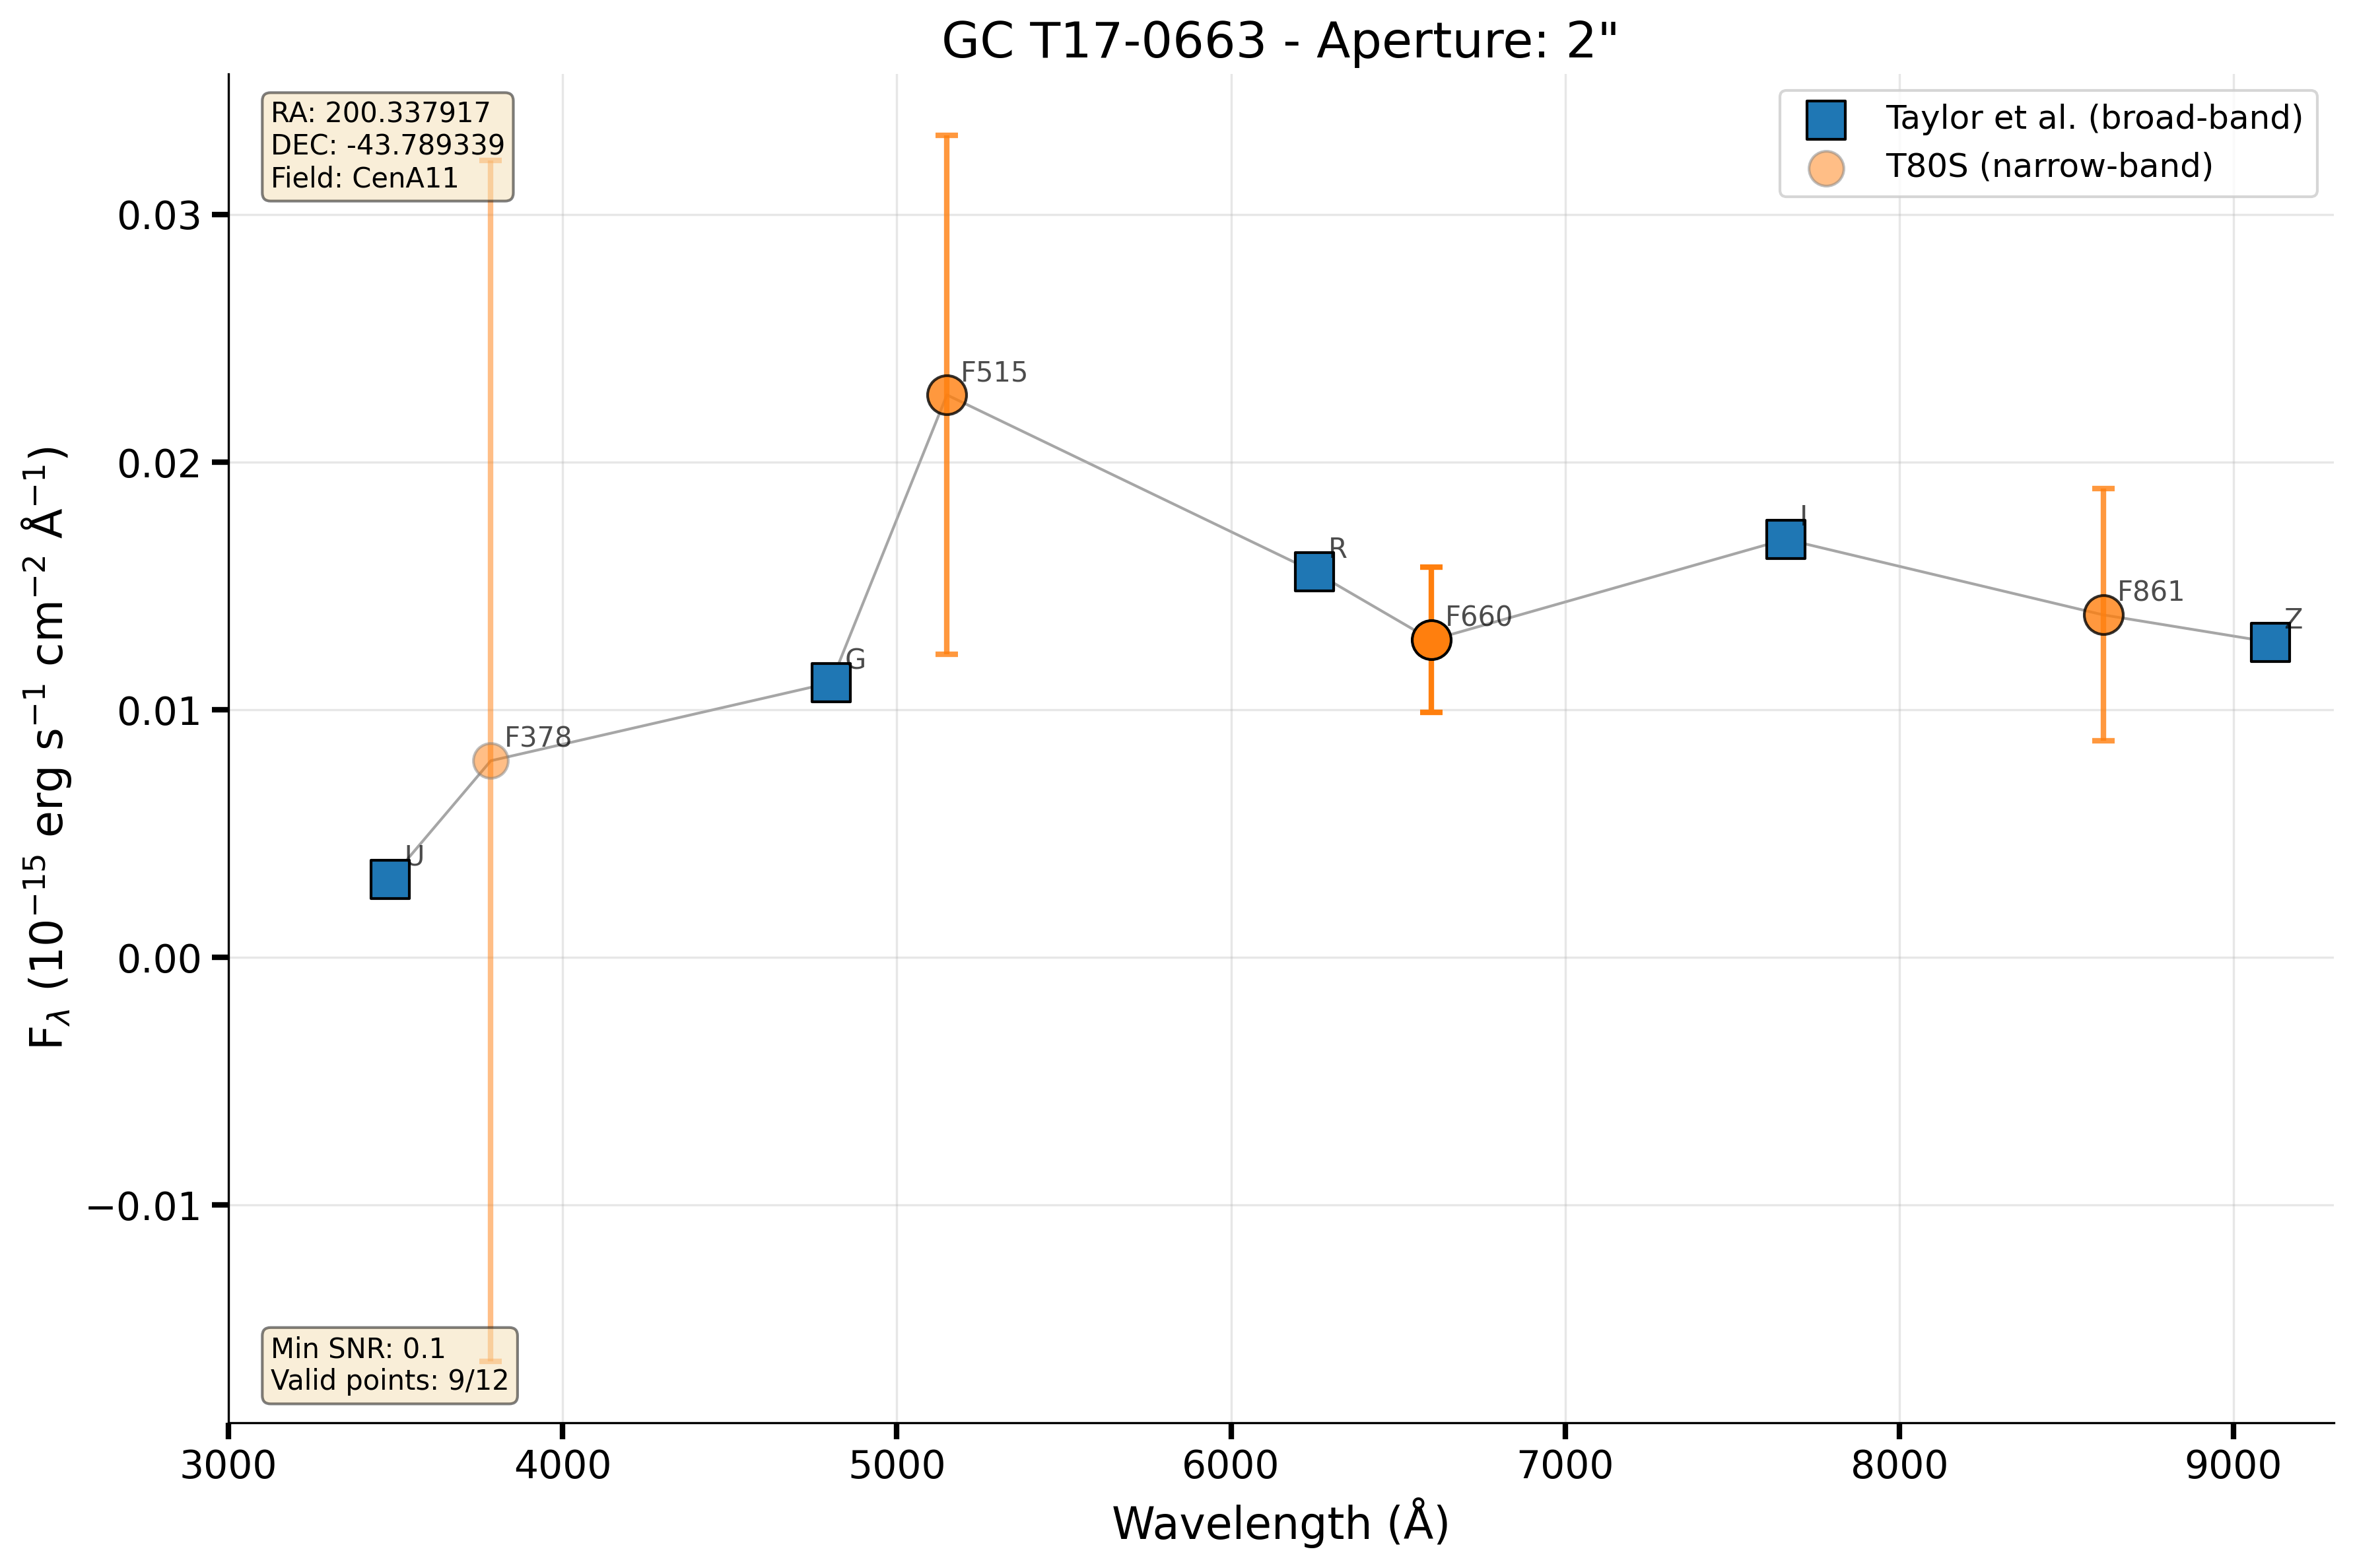 GC T17-0663 - Aperture: 2"
RA: 200.337917
DEC: -43.789339
Field: CenA11
Taylor et al. (broad-band)
T80S (narrow-band)
0.03
0.02
0.01
0.00
−0.01
F515
R
I
F660
F861
Z
G
F378
U
Min SNR: 0.1
Valid points: 9/12
3000 4000 5000 6000 7000 8000 9000
Wavelength (Å)
Fλ (10⁻¹⁵ erg s⁻¹ cm⁻² Å⁻¹)